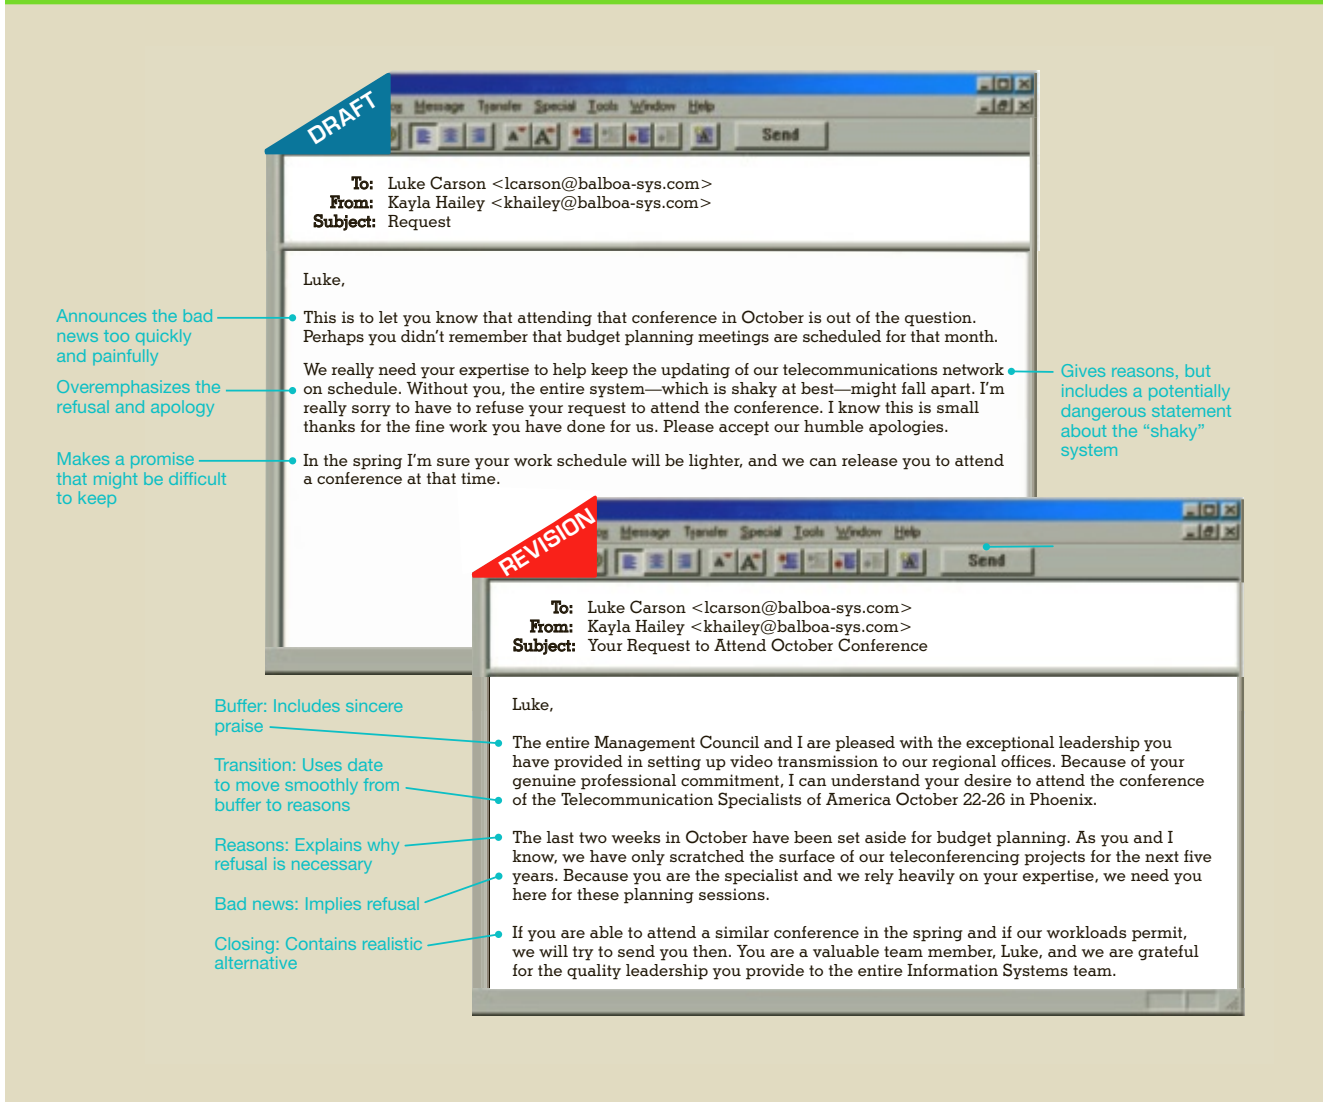 DRAFT
Message Transfer Special Tools Window Help
Send
To: Luke Carson <lcarson@balboa-sys.com>
From: Kayla Hailey <khailey@balboa-sys.com>
Subject: Request
Luke,
This is to let you know that attending that conference in October is out of the question.
Perhaps you didn't remember that budget planning meetings are scheduled for that month.
We really need your expertise to help keep the updating of our telecommunications network
on schedule. Without you, the entire system—which is shaky at best—might fall apart. I'm
really sorry to have to refuse your request to attend the conference. I know this is small
thanks for the fine work you have done for us. Please accept our humble apologies.
In the spring I'm sure your work schedule will be lighter, and we can release you to attend
a conference at that time.
Announces the bad
news too quickly
and painfully
Overemphasizes the
refusal and apology
Makes a promise
that might be difficult
to keep
Gives reasons, but
includes a potentially
dangerous statement
about the “shaky”
system
REVISION
Message Transfer Special Tools Window Help
Send
To: Luke Carson <lcarson@balboa-sys.com>
From: Kayla Hailey <khailey@balboa-sys.com>
Subject: Your Request to Attend October Conference
Luke,
The entire Management Council and I are pleased with the exceptional leadership you
have provided in setting up video transmission to our regional offices. Because of your
genuine professional commitment, I can understand your desire to attend the conference
of the Telecommunication Specialists of America October 22-26 in Phoenix.
The last two weeks in October have been set aside for budget planning. As you and I
know, we have only scratched the surface of our teleconferencing projects for the next five
years. Because you are the specialist and we rely heavily on your expertise, we need you
here for these planning sessions.
If you are able to attend a similar conference in the spring and if our workloads permit,
we will try to send you then. You are a valuable team member, Luke, and we are grateful
for the quality leadership you provide to the entire Information Systems team.
Buffer: Includes sincere
praise
Transition: Uses date
to move smoothly from
buffer to reasons
Reasons: Explains why
refusal is necessary
Bad news: Implies refusal
Closing: Contains realistic
alternative